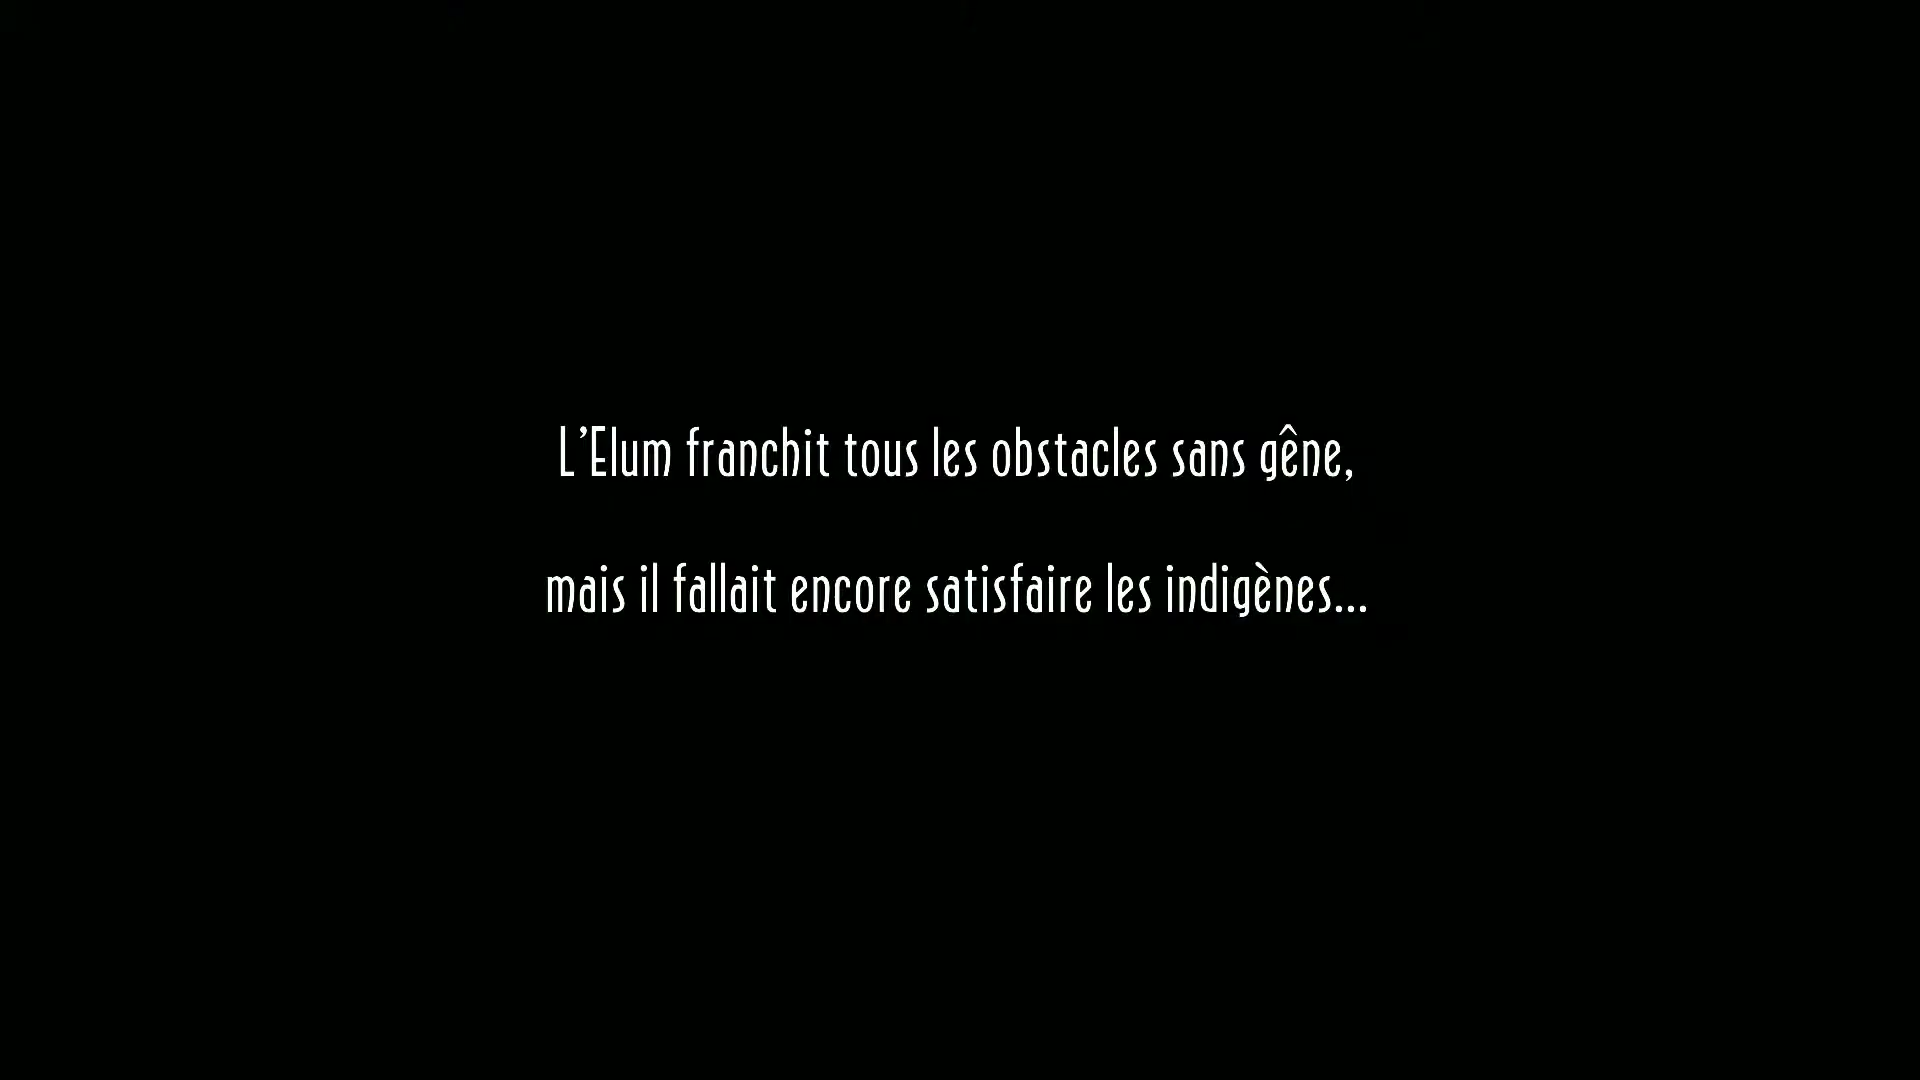 L’Elum franchit tous les obstacles sans gêne,
mais il fallait encore satisfaire les indigènes...